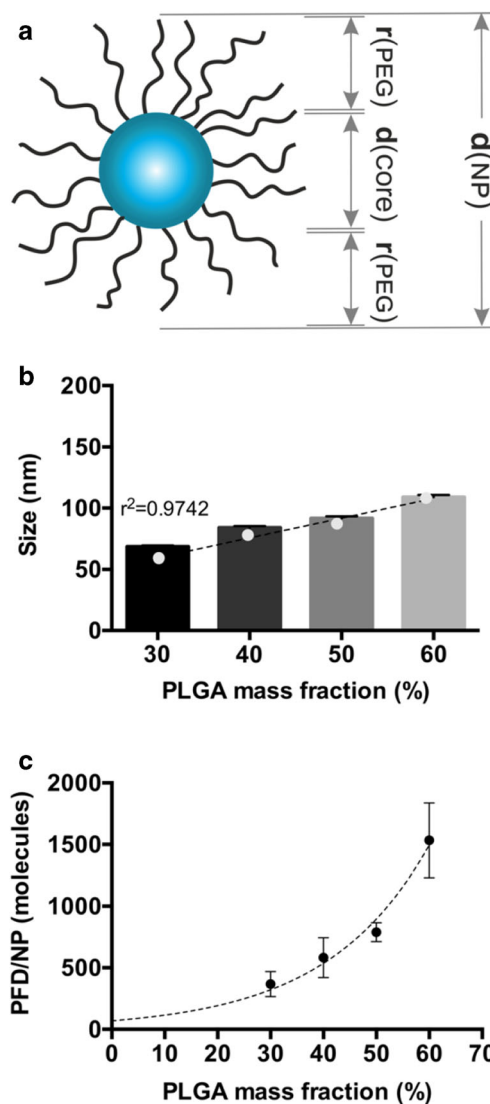 a
r(PEG)
d(core)
r(PEG)
d(NP)
b
200
150
100
50
0
Size (nm)
r²=0.9742
30 40 50 60
PLGA mass fraction (%)
c
2000
1500
1000
500
0
PFD/NP (molecules)
0 10 20 30 40 50 60 70
PLGA mass fraction (%)